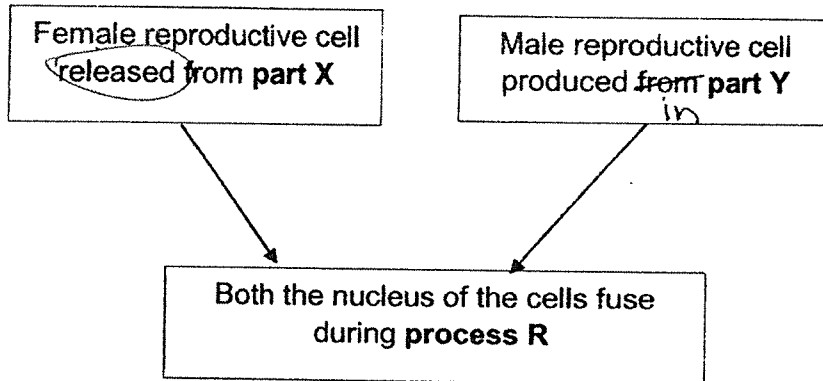 Female reproductive cell
released from part X
Male reproductive cell
produced from part Y
in
Both the nucleus of the cells fuse
during process R